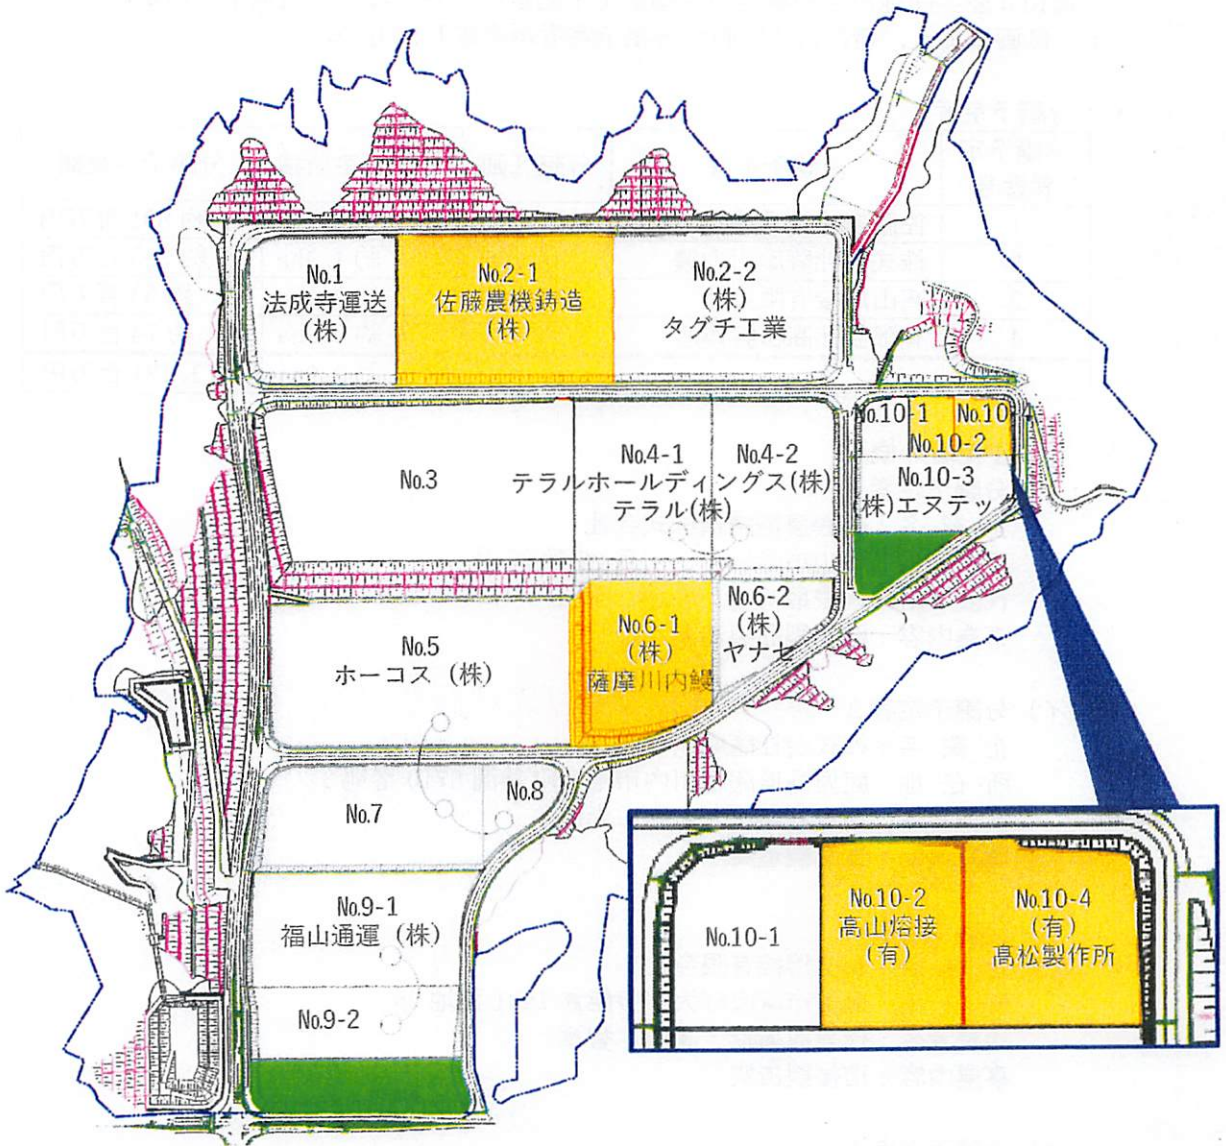 No.1
法成寺運送
(株)
No.2-1
佐藤農機鋳造
(株)
No.2-2
(株)
タグチ工業
No.3
No.4-1
No.4-2
テラルホールディングス(株)
テラル(株)
No.10-1
No.10-4
No.10-2
No.10-3
(株)エヌテック
No.5
ホーコス (株)
No.6-1
(株)
薩摩川内鰻
No.6-2
(株)
ヤナセ
No.7
No.8
No.9-1
福山通運 (株)
No.9-2
No.10-1
No.10-2
高山熔接
(有)
No.10-4
(有)
髙松製作所